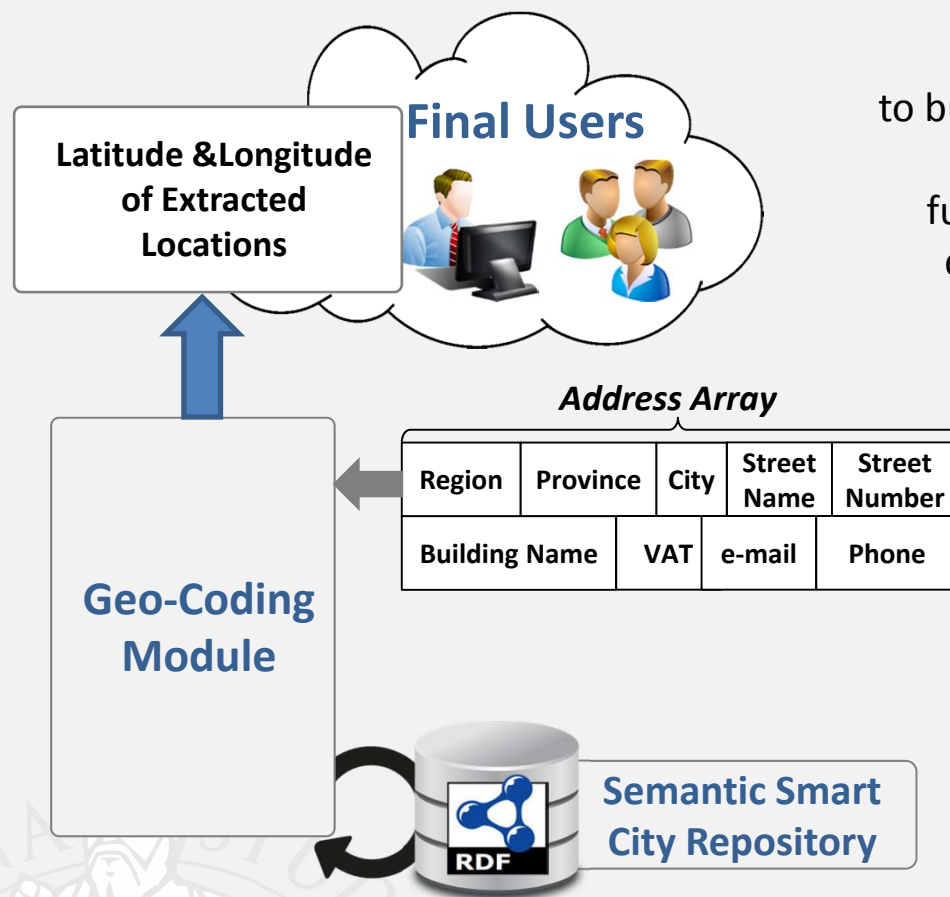 Final Users
Latitude &Longitude
of Extracted
Locations
Address Array
Region Province City Street Name Street Number
Building Name VAT e-mail Phone
Geo-Coding
Module
RDF
Semantic Smart
City Repository
to